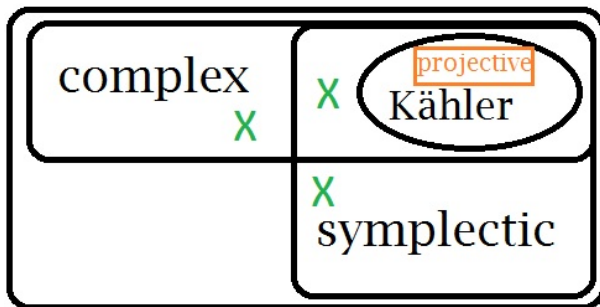 projective
complex
X
Kähler
X
X
symplectic